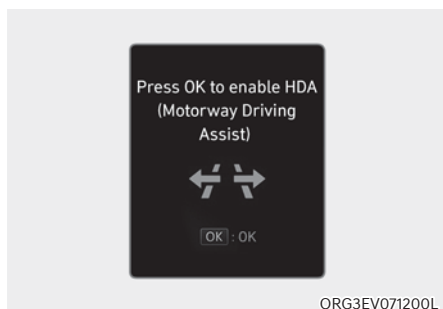 Press OK to enable HDA
(Motorway Driving
Assist)
OK : OK
ORG3EV071200L